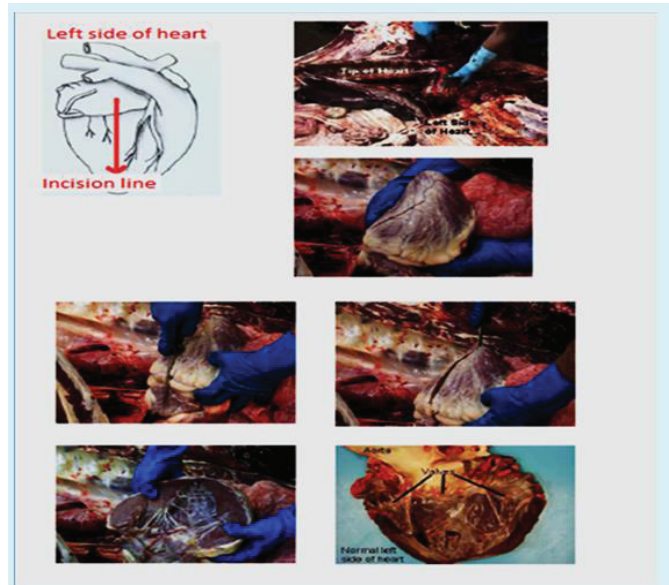 Left side of heart
Incision line
Tip of Heart
Left Side
of Heart
Aorta
Valves
Normal left
side of heart